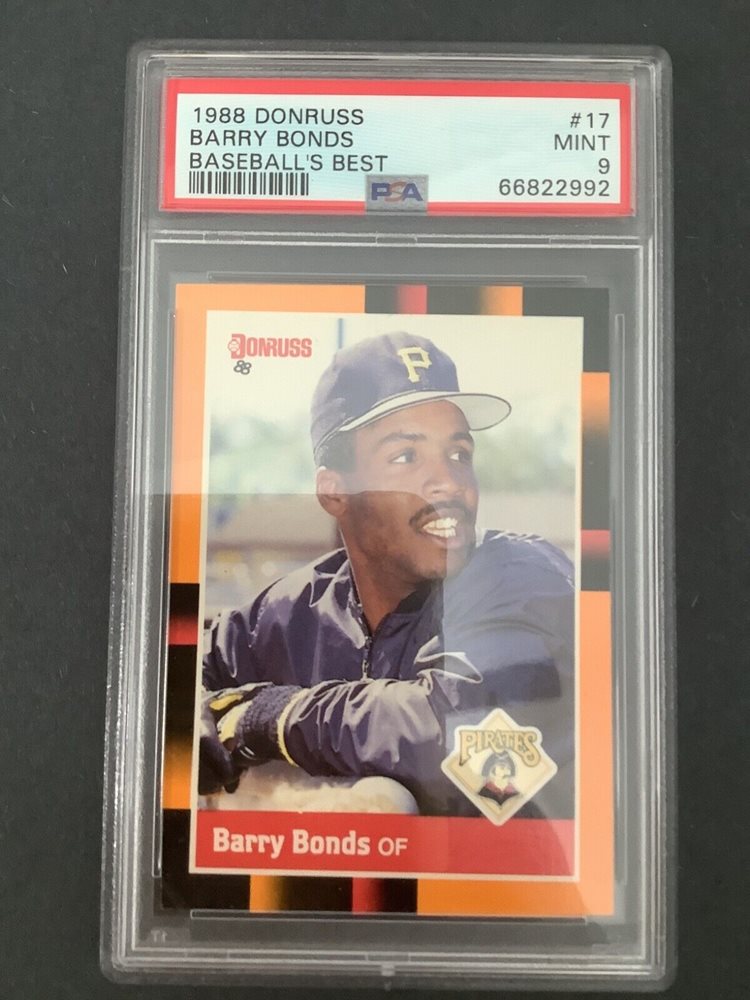 1988 DONRUSS #17
BARRY BONDS MINT
BASEBALL'S BEST 9
PSA 66822992
DONRUSS
88
P
PIRATES
Barry Bonds OF